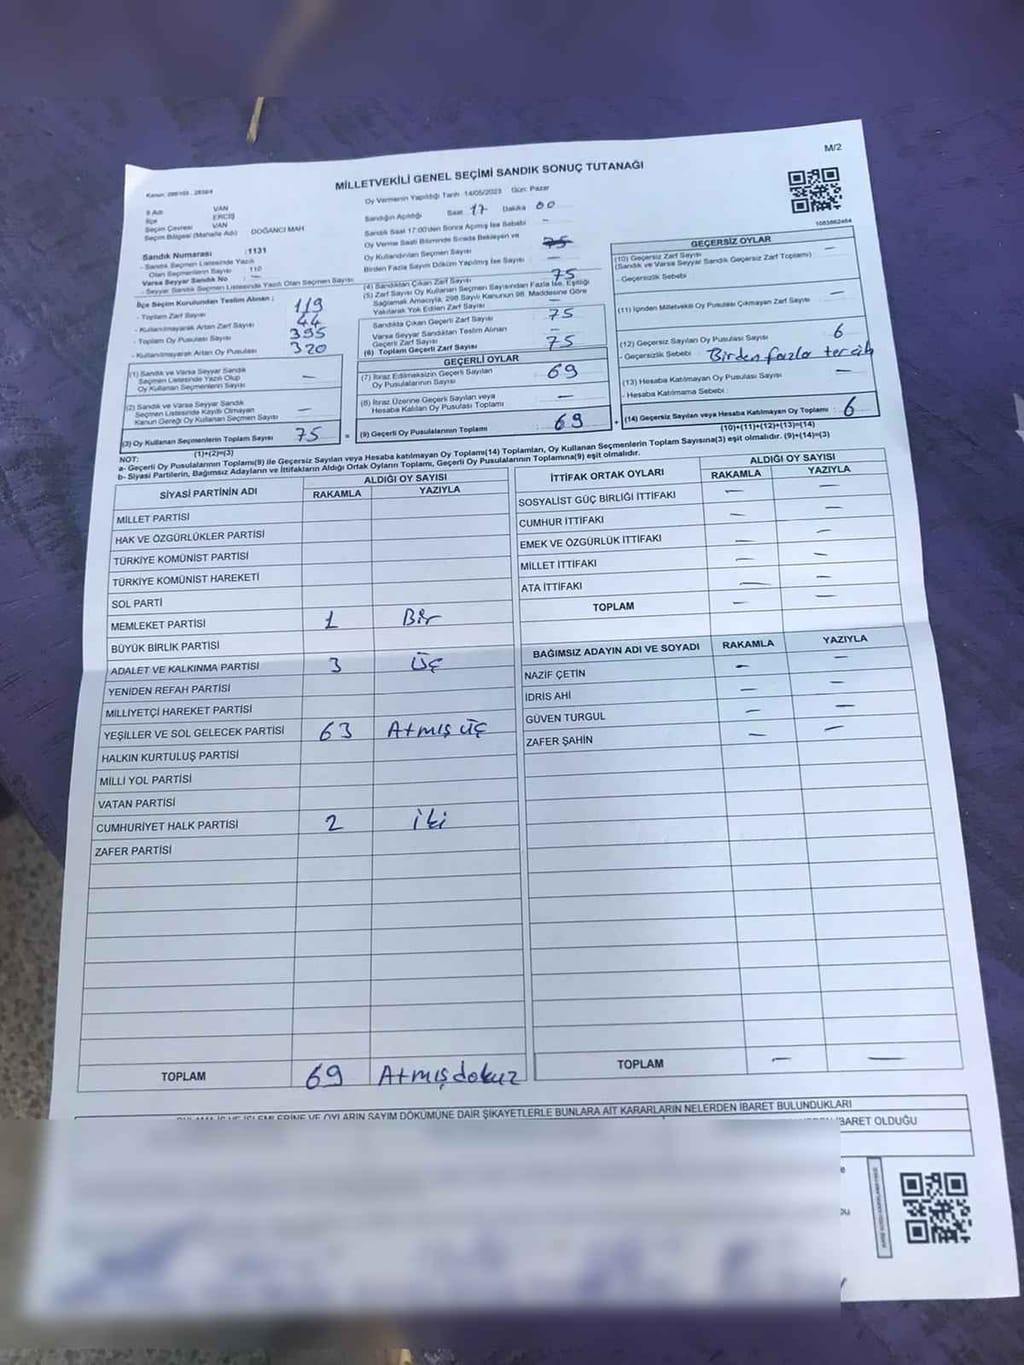 M/2
MİLLETVEKİLİ GENEL SEÇİMİ SANDIK SONUÇ TUTANAĞI
Oy Vermenin Yapıldığı Tarih 14/05/2023 Gün: Pazar
İl Adı VAN
İlçe ERCİŞ
Seçim Çevresi VAN
Seçim Bölgesi (Mahalle Adı) DOĞANCI MAH
Sandık Numarası :1131
- Sandık Seçmen Listesinde Yazılı
Olan Seçmenlerin Sayısı : 110
Varsa Seyyar Sandık No
- Seyyar Sandık Seçmen Listesinde Yazılı Olan Seçmen Sayısı
İlçe Seçim Kurulundan Teslim Alınan :
- Toplam Zarf Sayısı 119
- Kullanılmayarak Artan Zarf Sayısı 44
- Toplam Oy Pusulası Sayısı 395
- Kullanılmayarak Artan Oy Pusulası 320
(1) Sandık ve Varsa Seyyar Sandık
Seçmen Listesinde Yazılı Olup
Oy Kullanan Seçmenlerin Sayısı —
(2) Sandık ve Varsa Seyyar Sandık
Seçmen Listesinde Kaydı Olmayan
Kanun Gereği Oy Kullanan Seçmen Sayısı —
(3) Oy Kullanan Seçmenlerin Toplam Sayısı 75
(1)+(2)=(3)
Sandığın Açıldığı Saat 17 Dakika 00
Sandık Saat 17:00'den Sonra Açılmış İse Sebebi —
Oy Verme Saati Bitiminde Sırada Bekleyen ve
Oy Kullandırılan Seçmen Sayısı
Birden Fazla Sayım Döküm Yapılmış İse Sayısı —
(4) Sandıktan Çıkan Zarf Sayısı 75
(5) Zarf Sayısı Oy Kullanan Seçmen Sayısından Fazla İse, Eşitliği
Sağlamak Amacıyla, 298 Sayılı Kanunun 98. Maddesine Göre
Yakılarak Yok Edilen Zarf Sayısı —
Sandıkta Çıkan Geçerli Zarf Sayısı 75
Varsa Seyyar Sandıktan Teslim Alınan
Geçerli Zarf Sayısı —
(6) Toplam Geçerli Zarf Sayısı 75
GEÇERLİ OYLAR
(7) İtiraz Edilmeksizin Geçerli Sayılan
Oy Pusulalarının Sayısı 69
(8) İtiraz Üzerine Geçerli Sayılan veya
Hesaba Katılan Oy Pusulası Toplamı —
(9) Geçerli Oy Pusulalarının Toplamı 69
1083862464
GEÇERSİZ OYLAR
(10) Geçersiz Zarf Sayısı
(Sandık ve Varsa Seyyar Sandık Geçersiz Zarf Toplamı) —
- Geçersizlik Sebebi
(11) İçinden Milletvekili Oy Pusulası Çıkmayan Zarf Sayısı —
(12) Geçersiz Sayılan Oy Pusulası Sayısı 6
- Geçersizlik Sebebi Birden fazla tercih
(13) Hesaba Katılmayan Oy Pusulası Sayısı —
- Hesaba Katılmama Sebebi
(14) Geçersiz Sayılan veya Hesaba Katılmayan Oy Toplamı 6
(10)+(11)+(12)+(13)=(14)
NOT:
a- Geçerli Oy Pusulalarının Toplamı(9) ile Geçersiz Sayılan veya Hesaba katılmayan Oy Toplamı(14) Toplamları, Oy Kullanan Seçmenlerin Toplam Sayısına(3) eşit olmalıdır. (9)+(14)=(3)
b- Siyasi Partilerin, Bağımsız Adayların ve İttifakların Aldığı Ortak Oyların Toplamı, Geçerli Oy Pusulalarının Toplamına(9) eşit olmalıdır.
SİYASİ PARTİNİN ADI ALDIĞI OY SAYISI
RAKAMLA YAZIYLA
MİLLET PARTİSİ
HAK VE ÖZGÜRLÜKLER PARTİSİ
TÜRKİYE KOMÜNİST PARTİSİ
TÜRKİYE KOMÜNİST HAREKETİ
SOL PARTİ
MEMLEKET PARTİSİ 1 Bir
BÜYÜK BİRLİK PARTİSİ
ADALET VE KALKINMA PARTİSİ 3 Üç
YENİDEN REFAH PARTİSİ
MİLLİYETÇİ HAREKET PARTİSİ
YEŞİLLER VE SOL GELECEK PARTİSİ 63 Atmış üç
HALKIN KURTULUŞ PARTİSİ
MİLLİ YOL PARTİSİ
VATAN PARTİSİ
CUMHURİYET HALK PARTİSİ 2 iki
ZAFER PARTİSİ
TOPLAM 69 Atmışdokuz
İTTİFAK ORTAK OYLARI ALDIĞI OY SAYISI
RAKAMLA YAZIYLA
SOSYALİST GÜÇ BİRLİĞİ İTTİFAKI — —
CUMHUR İTTİFAKI — —
EMEK VE ÖZGÜRLÜK İTTİFAKI — —
MİLLET İTTİFAKI — —
ATA İTTİFAKI — —
TOPLAM — —
BAĞIMSIZ ADAYIN ADI VE SOYADI RAKAMLA YAZIYLA
NAZİF ÇETİN — —
İDRİS AHİ — —
GÜVEN TURGUL — —
ZAFER ŞAHİN — —
TOPLAM — —
İŞLEMLERİNE VE OYLARIN SAYIM DÖKÜMÜNE DAİR ŞİKAYETLERLE BUNLARA AİT KARARLARIN NELERDEN İBARET BULUNDUKLARI
İBARET OLDUĞU